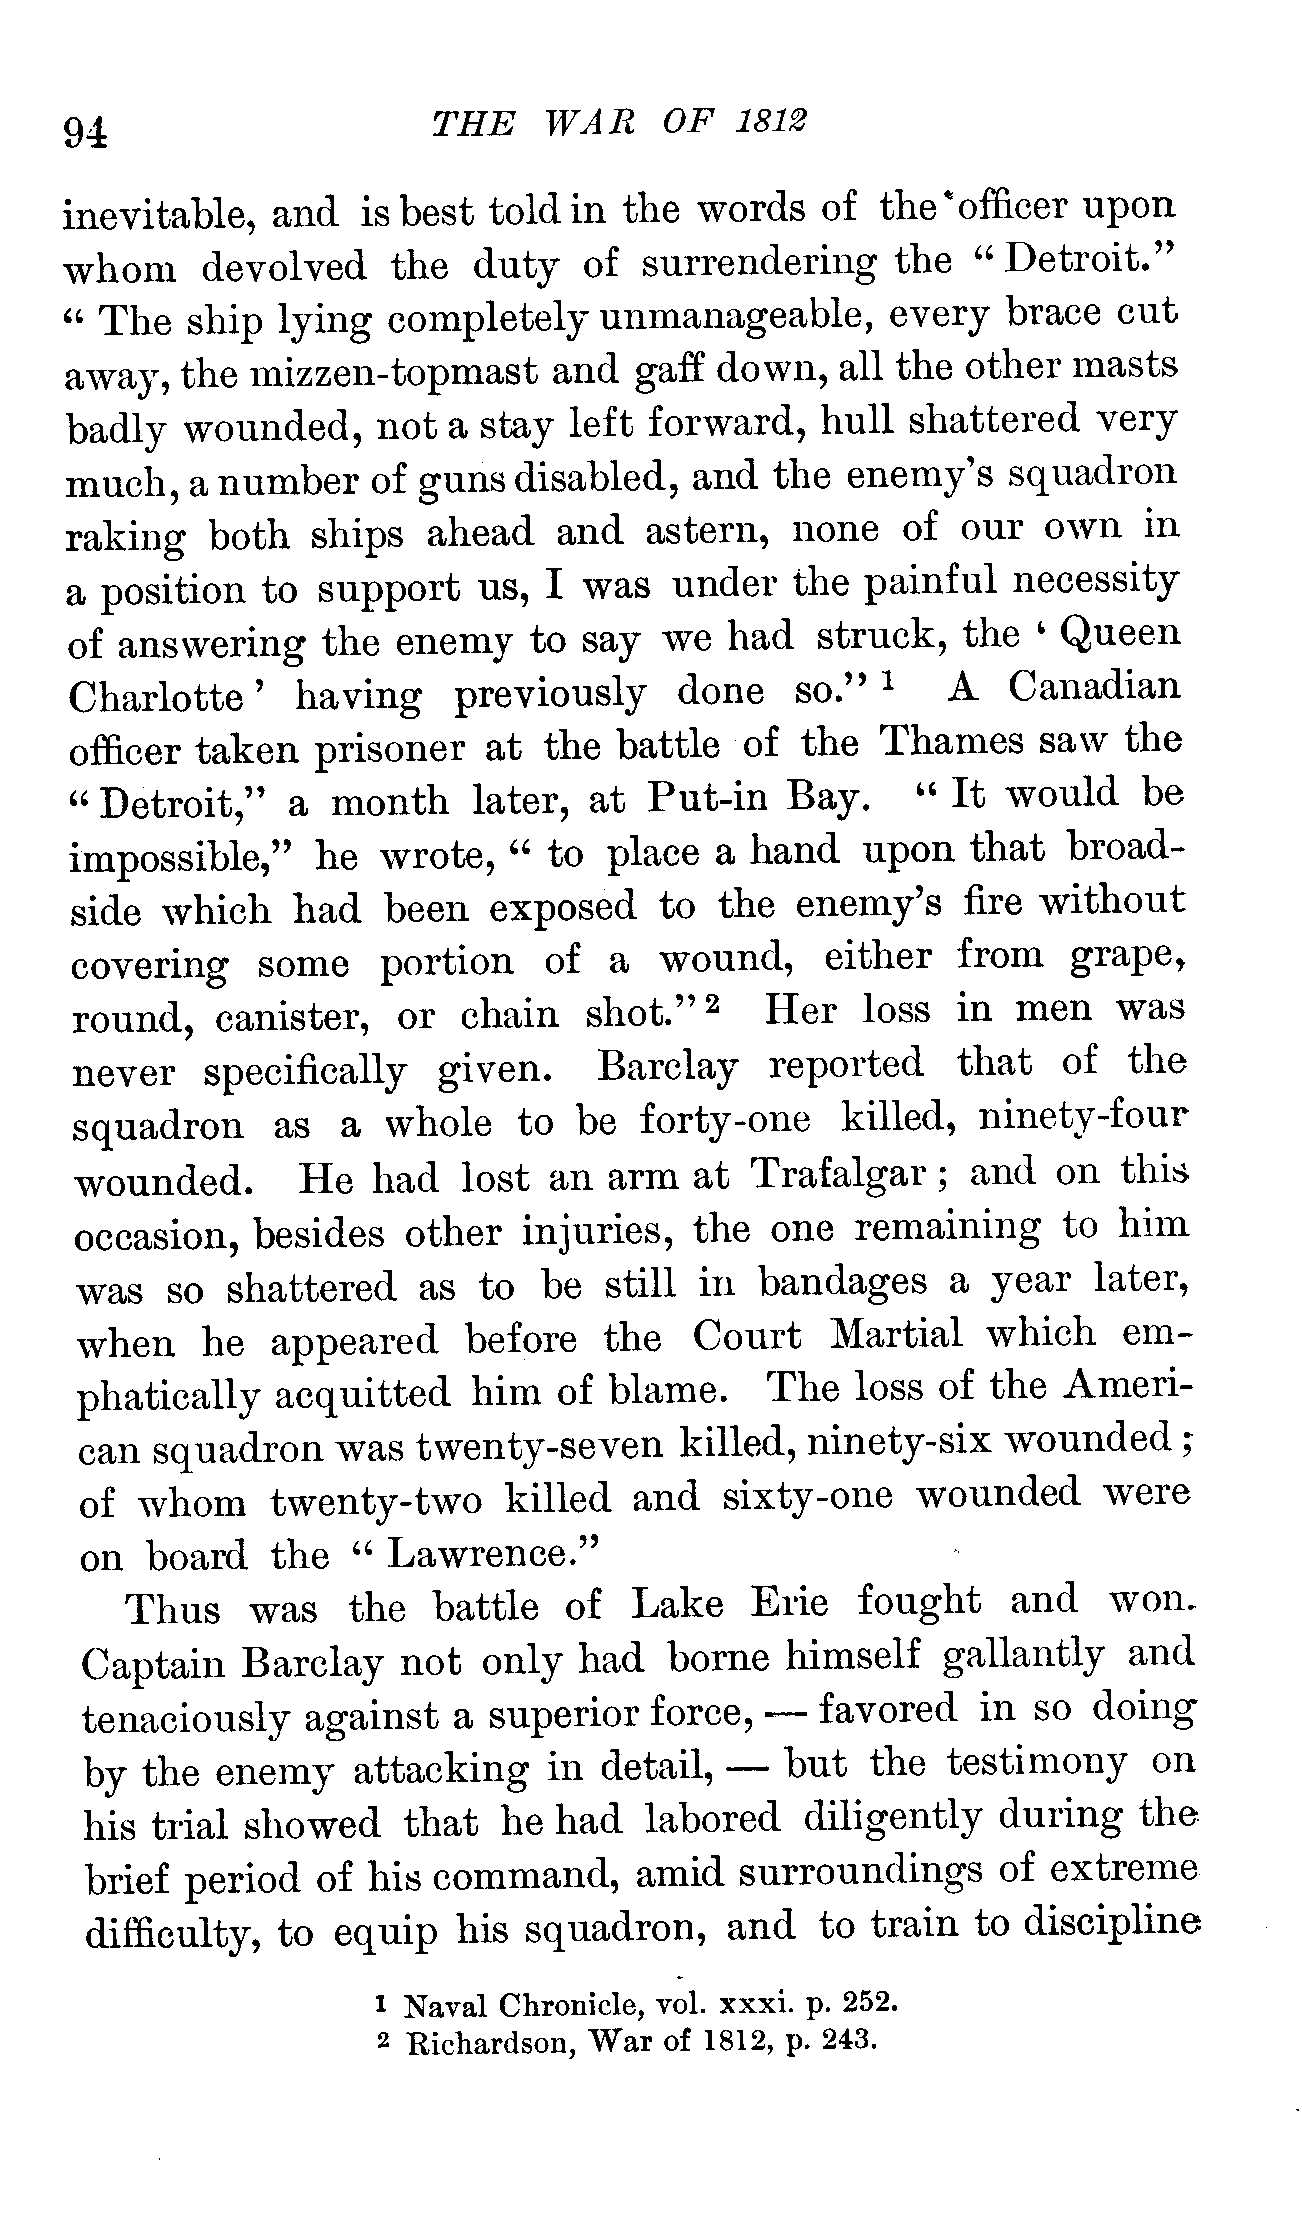 94 THE WAR OF 1812
inevitable, and is best told in the words of the officer upon
whom devolved the duty of surrendering the " Detroit."
" The ship lying completely unmanageable, every brace cut
away, the mizzen-topmast and gaff down, all the other masts
badly wounded, not a stay left forward, hull shattered very
much, a number of guns disabled, and the enemy's squadron
raking both ships ahead and astern, none of our own in
a position to support us, I was under the painful necessity
of answering the enemy to say we had struck, the ' Queen
Charlotte ' having previously done so." 1 A Canadian
officer taken prisoner at the battle of the Thames saw the
" Detroit," a month later, at Put-in Bay. " It would be
impossible," he wrote, " to place a hand upon that broad-
side which had been exposed to the enemy's fire without
covering some portion of a wound, either from grape,
round, canister, or chain shot." 2 Her loss in men was
never specifically given. Barclay reported that of the
squadron as a whole to be forty-one killed, ninety-four
wounded. He had lost an arm at Trafalgar ; and on this
occasion, besides other injuries, the one remaining to him
was so shattered as to be still in bandages a year later,
when he appeared before the Court Martial which em-
phatically acquitted him of blame. The loss of the Ameri-
can squadron was twenty-seven killed, ninety-six wounded ;
of whom twenty-two killed and sixty-one wounded were
on board the " Lawrence."
Thus was the battle of Lake Erie fought and won.
Captain Barclay not only had borne himself gallantly and
tenaciously against a superior force, — favored in so doing
by the enemy attacking in detail, — but the testimony on
his trial showed that he had labored diligently during the
brief period of his command, amid surroundings of extreme
difficulty, to equip his squadron, and to train to discipline
1 Naval Chronicle, vol. xxxi. p. 252.
2 Richardson, War of 1812, p. 243.